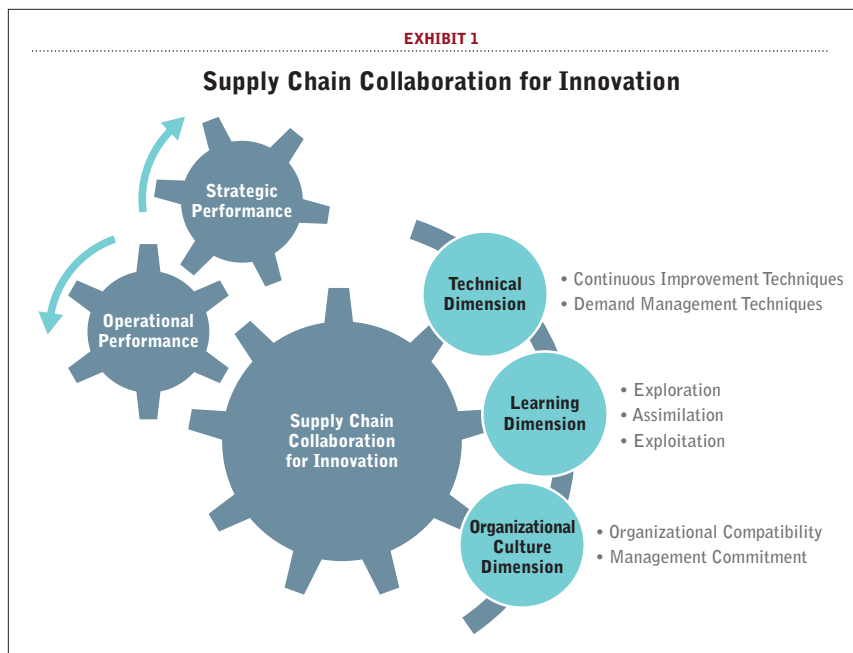 EXHIBIT 1
Supply Chain Collaboration for Innovation
Strategic
Performance
Operational
Performance
Supply Chain
Collaboration
for Innovation
Technical
Dimension
• Continuous Improvement Techniques
• Demand Management Techniques
Learning
Dimension
• Exploration
• Assimilation
• Exploitation
Organizational
Culture
Dimension
• Organizational Compatibility
• Management Commitment